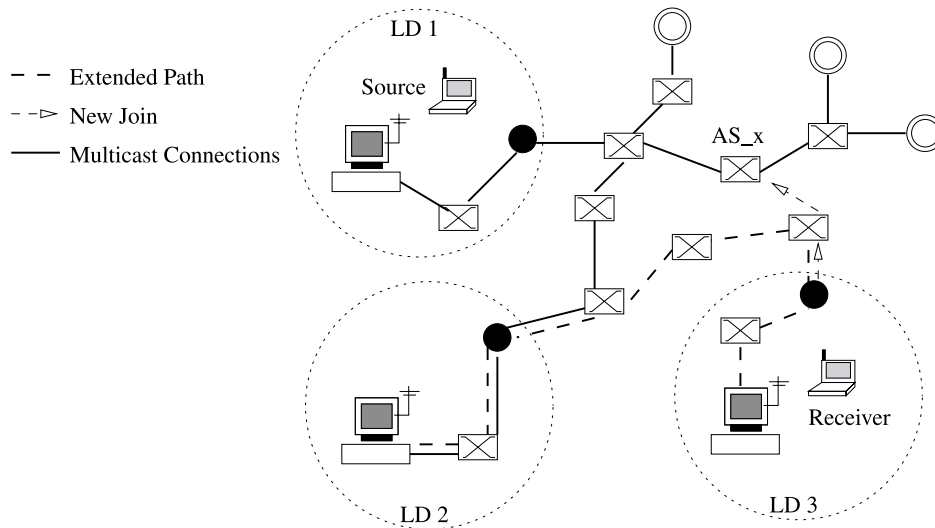 LD 1
Extended Path
Source
New Join
AS_x
Multicast Connections
Receiver
LD 3
LD 2